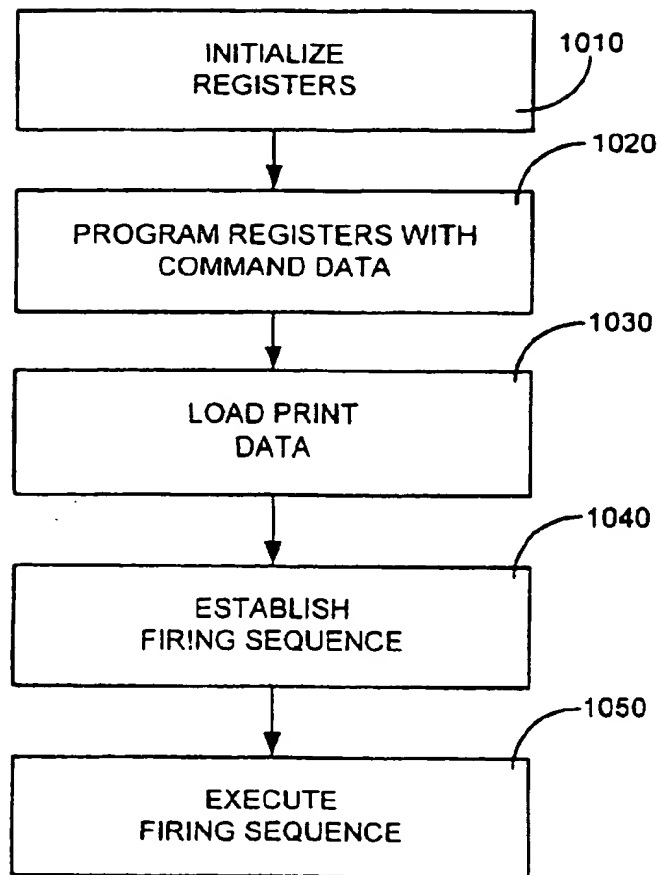 INITIALIZE
REGISTERS
1010
1020
PROGRAM REGISTERS WITH
COMMAND DATA
1030
LOAD PRINT
DATA
1040
ESTABLISH
FIRING SEQUENCE
1050
EXECUTE
FIRING SEQUENCE